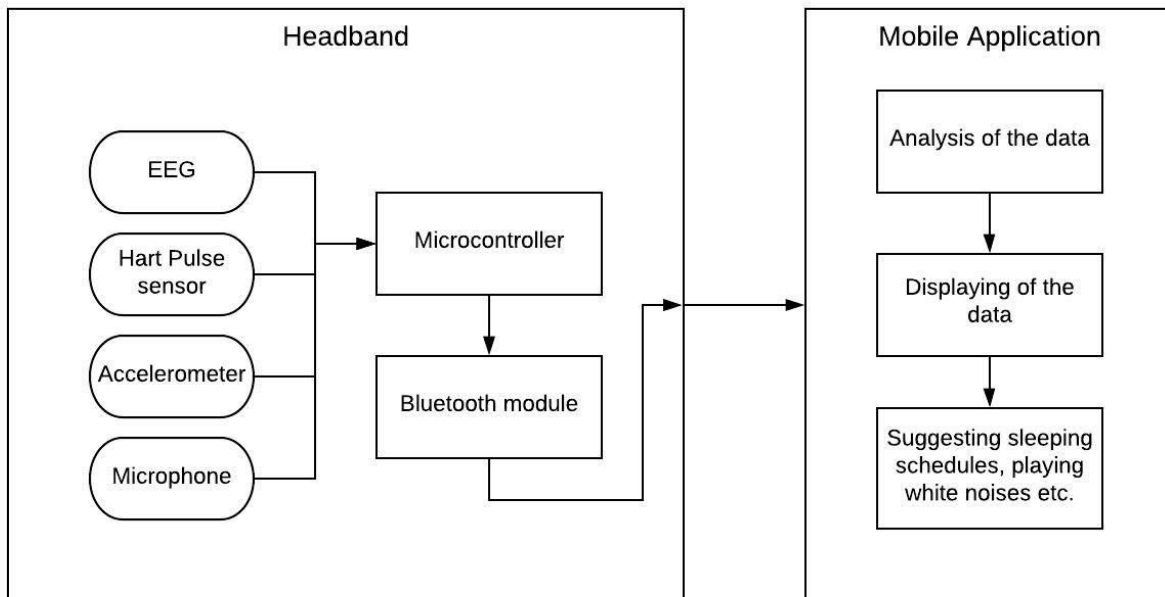 Headband
EEG
Hart Pulse
sensor
Accelerometer
Microphone
Microcontroller
Bluetooth module
Mobile Application
Analysis of the data
Displaying of the
data
Suggesting sleeping
schedules, playing
white noises etc.